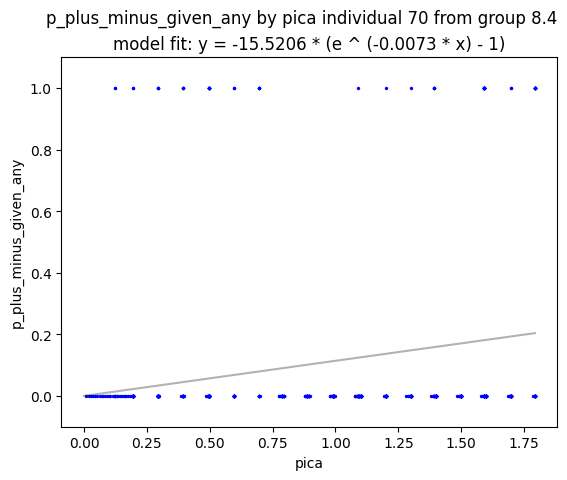 p_plus_minus_given_any by pica individual 70 from group 8.4
model fit: y = -15.5206 * (e ^ (-0.0073 * x) - 1)
1.0
0.8
0.6
0.4
0.2
0.0
p_plus_minus_given_any
0.00 0.25 0.50 0.75 1.00 1.25 1.50 1.75
pica